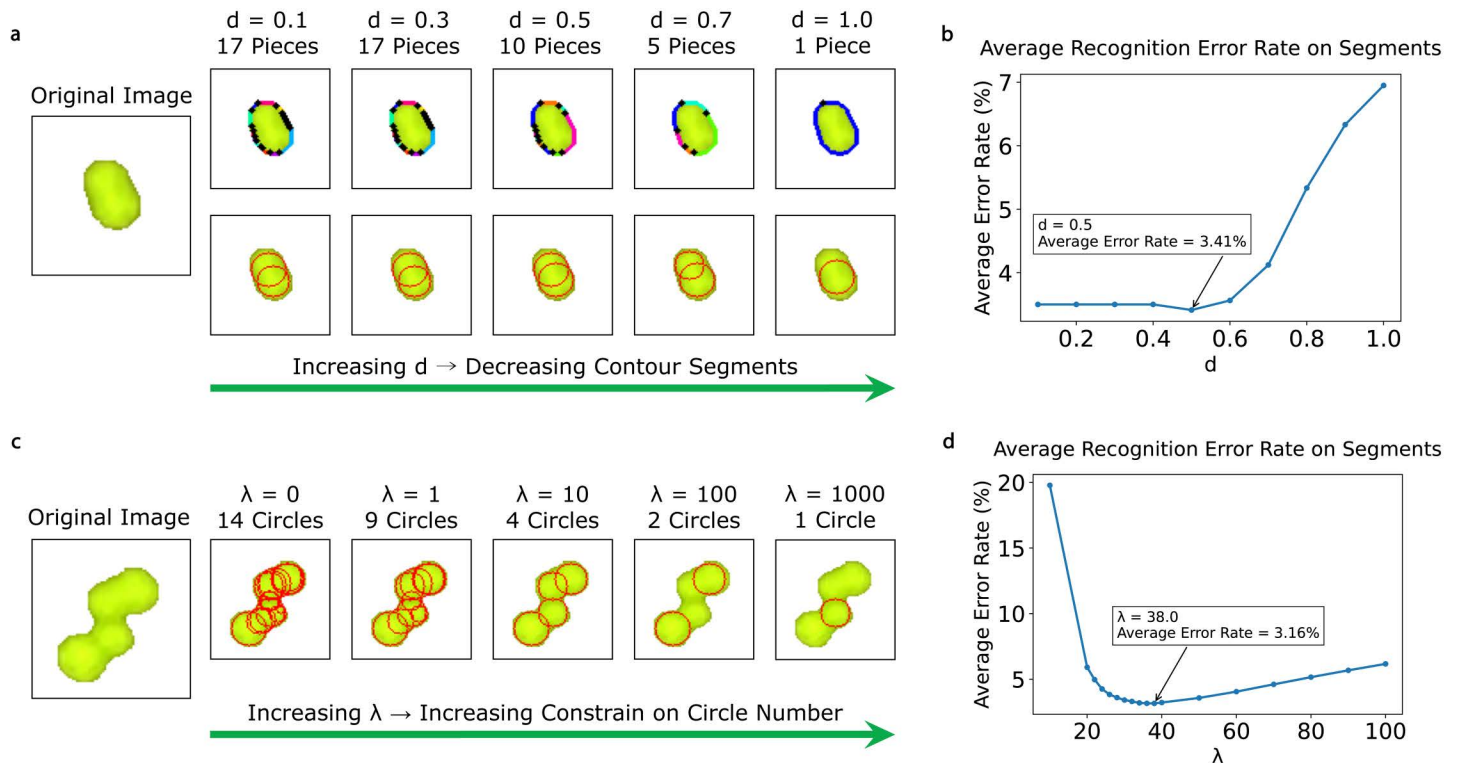 a
Original Image
d = 0.1
17 Pieces
d = 0.3
17 Pieces
d = 0.5
10 Pieces
d = 0.7
5 Pieces
d = 1.0
1 Piece
Increasing d → Decreasing Contour Segments
b
Average Recognition Error Rate on Segments
Average Error Rate (%)
7
6
5
4
d = 0.5
Average Error Rate = 3.41%
0.2 0.4 0.6 0.8 1.0
d
c
Original Image
λ = 0
14 Circles
λ = 1
9 Circles
λ = 10
4 Circles
λ = 100
2 Circles
λ = 1000
1 Circle
Increasing λ → Increasing Constrain on Circle Number
d
Average Recognition Error Rate on Segments
Average Error Rate (%)
20
15
10
5
λ = 38.0
Average Error Rate = 3.16%
20 40 60 80 100
λ